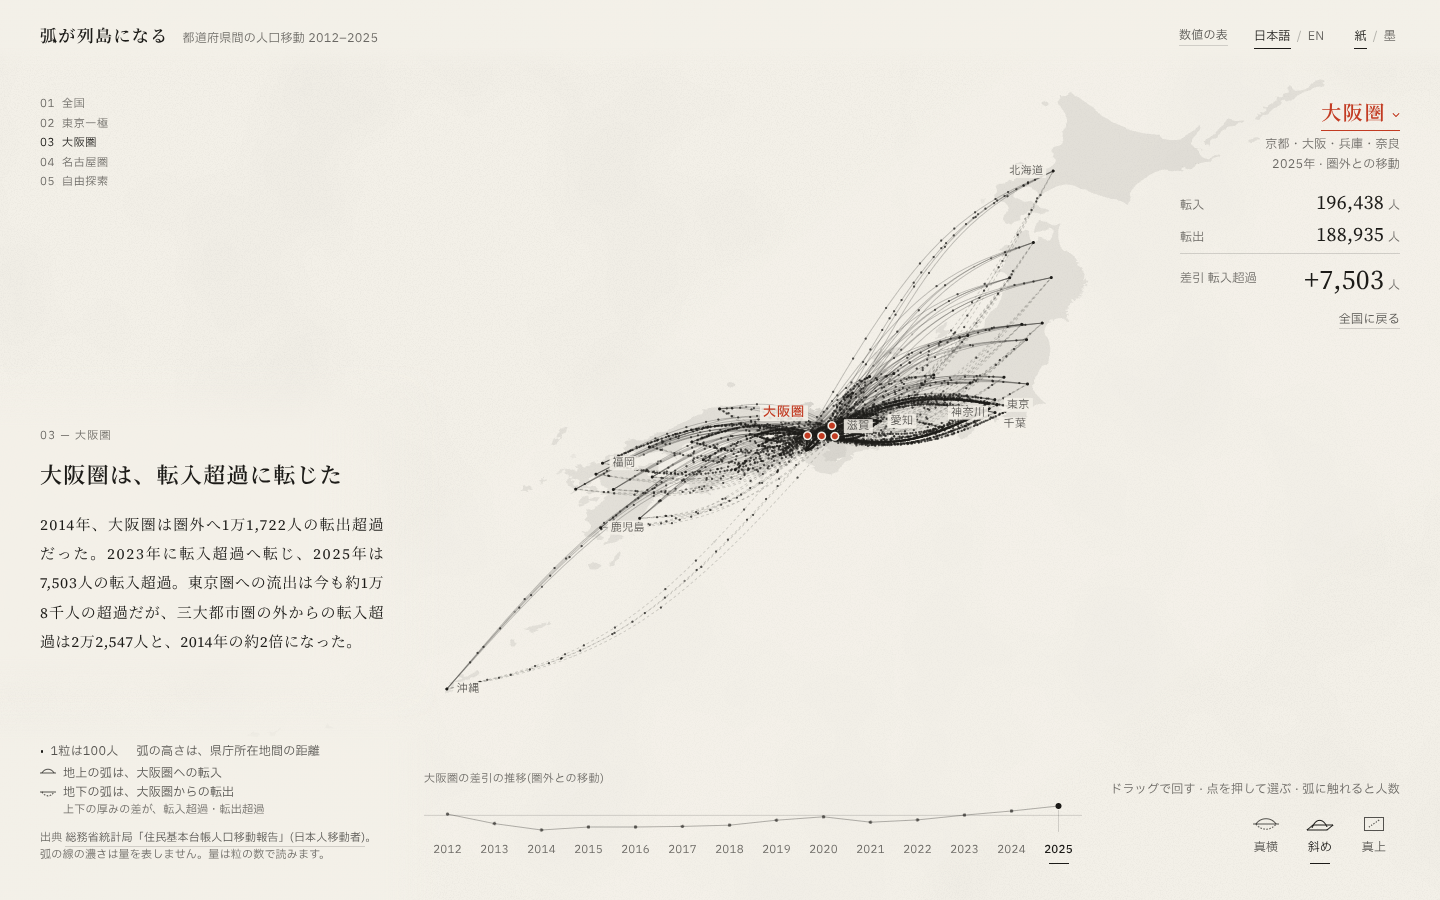 弧が列島になる 都道府県間の人口移動 2012–2025
数値の表 日本語 / EN 紙 / 墨
01 全国
02 東京一極
03 大阪圏
04 名古屋圏
05 自由探索
大阪圏
京都・大阪・兵庫・奈良
2025年・圏外との移動
転入 196,438 人
転出 188,935 人
差引 転入超過 +7,503 人
全国に戻る
北海道
大阪圏
滋賀
愛知
神奈川
東京
千葉
福岡
鹿児島
沖縄
03 — 大阪圏
大阪圏は、転入超過に転じた
2014年、大阪圏は圏外へ1万1,722人の転出超過
だった。2023年に転入超過へ転じ、2025年は
7,503人の転入超過。東京圏への流出は今も約1万
8千人の超過だが、三大都市圏の外からの転入超
過は2万2,547人と、2014年の約2倍になった。
1粒は100人 弧の高さは、県庁所在地間の距離
地上の弧は、大阪圏への転入
地下の弧は、大阪圏からの転出
上下の厚みの差が、転入超過・転出超過
出典 総務省統計局「住民基本台帳人口移動報告」(日本人移動者)。
弧の線の濃さは量を表しません。量は粒の数で読みます。
大阪圏の差引の推移(圏外との移動)
2012 2013 2014 2015 2016 2017 2018 2019 2020 2021 2022 2023 2024 2025
ドラッグで回す・点を押して選ぶ・弧に触れると人数
真横 斜め 真上